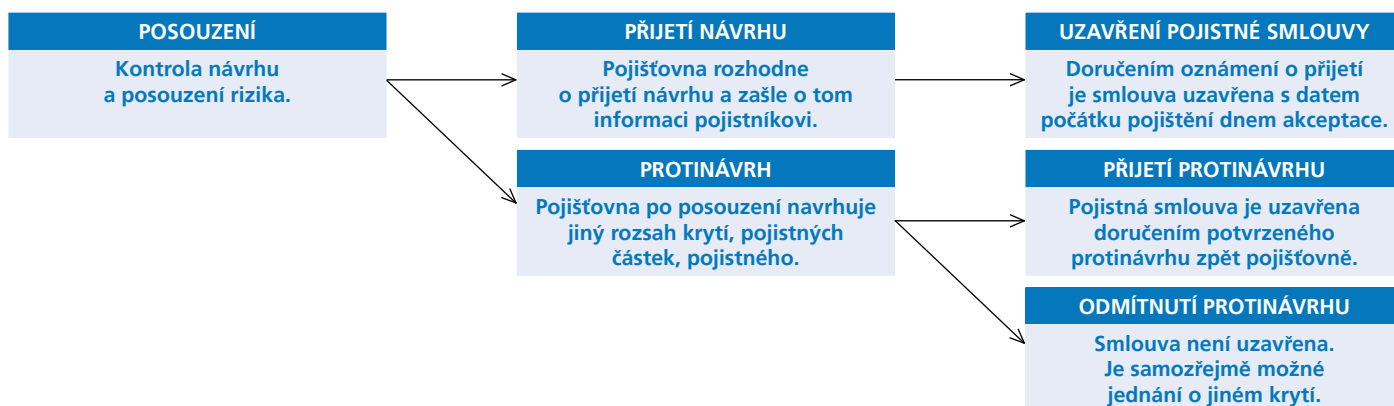 POSOUZENÍ
Kontrola návrhu
a posouzení rizika.
PŘIJETÍ NÁVRHU
Pojišťovna rozhodne
o přijetí návrhu a zašle o tom
informaci pojistníkovi.
UZAVŘENÍ POJISTNÉ SMLOUVY
Doručením oznámení o přijetí
je smlouva uzavřena s datem
počátku pojištění dnem akceptace.
PROTINÁVRH
Pojišťovna po posouzení navrhuje
jiný rozsah krytí, pojistných
částek, pojistného.
PŘIJETÍ PROTINÁVRHU
Pojistná smlouva je uzavřena
doručením potvrzeného
protinávrhu zpět pojišťovně.
ODMÍTNUTÍ PROTINÁVRHU
Smlouva není uzavřena.
Je samozřejmě možné
jednání o jiném krytí.